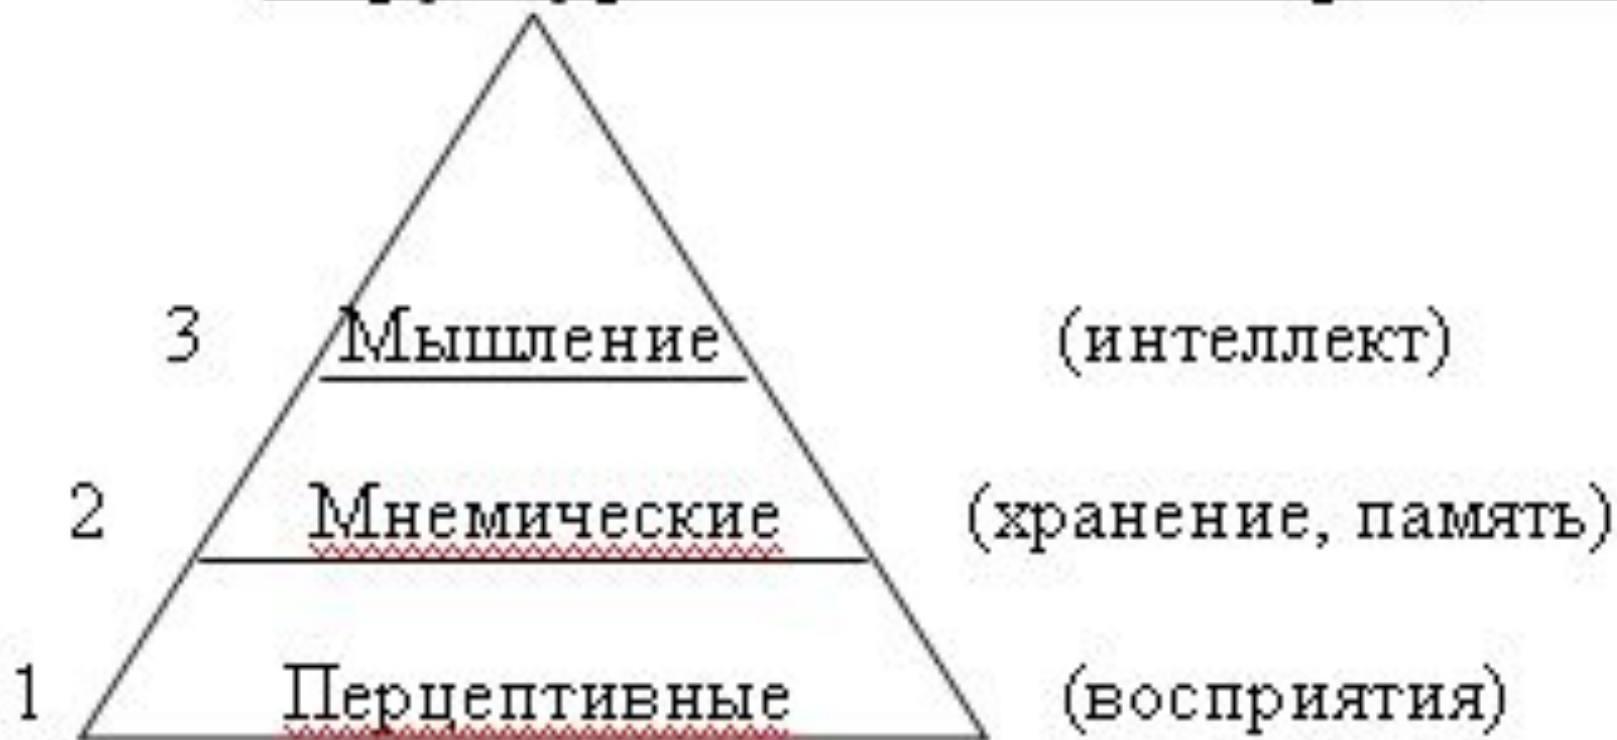 3 Мышление (интеллект)
2 Мнемические (хранение, память)
1 Перцептивные (восприятия)